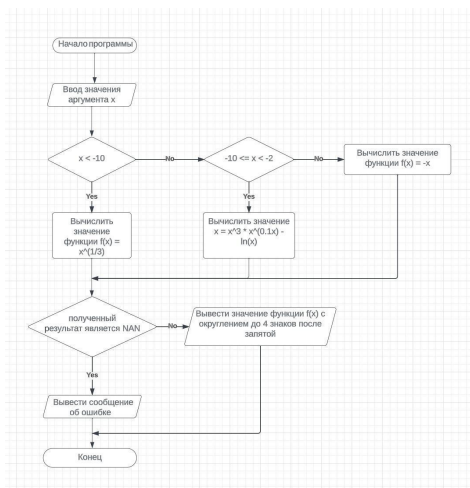 Начало программы
Ввод значения
аргумента x
x < -10
No
-10 <= x < -2
No
Вычислить значение
функции f(x) = -x
Yes
Yes
Вычислить
значение
функции f(x) =
x^(1/3)
Вычислить значение
x = x^3 * x^(0.1x) -
ln(x)
полученный
результат является NAN
No
Вывести значение функции f(x) с
округлением до 4 знаков после
залятой
Yes
Вывести сообщение
об ошибке
Конец